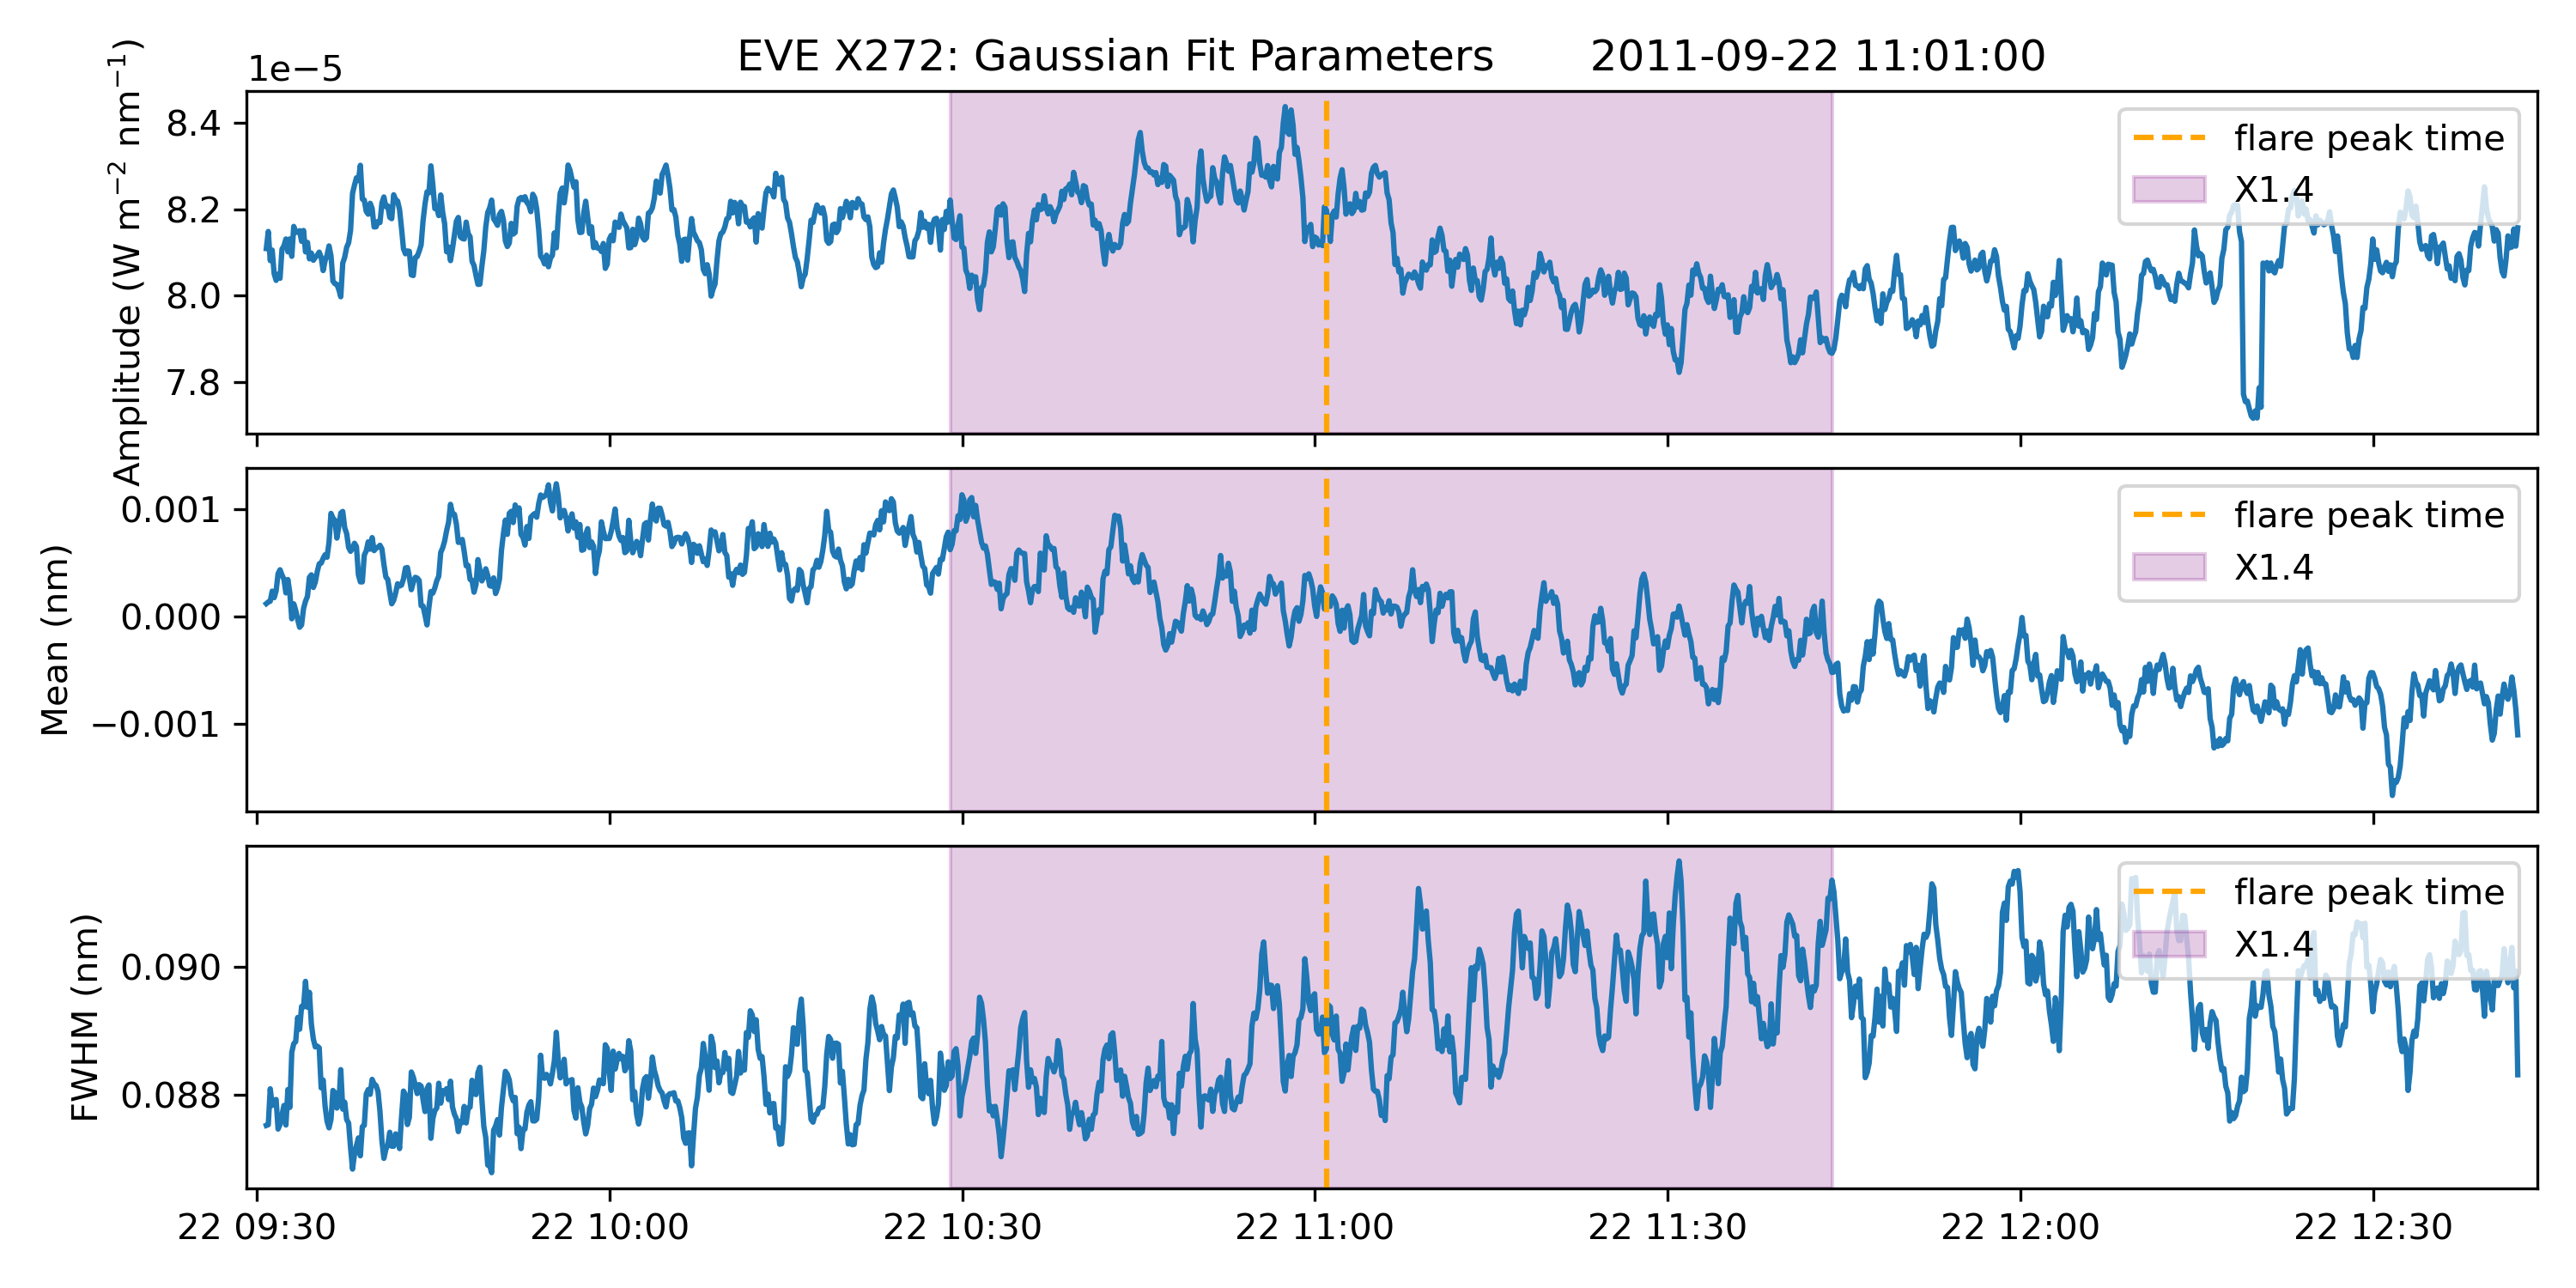 EVE X272: Gaussian Fit Parameters 2011-09-22 11:01:00
1e−5
Amplitude (W m⁻² nm⁻¹)
8.4
8.2
8.0
7.8
flare peak time
X1.4
Mean (nm)
0.001
0.000
−0.001
flare peak time
X1.4
FWHM (nm)
0.090
0.088
flare peak time
X1.4
22 09:30 22 10:00 22 10:30 22 11:00 22 11:30 22 12:00 22 12:30